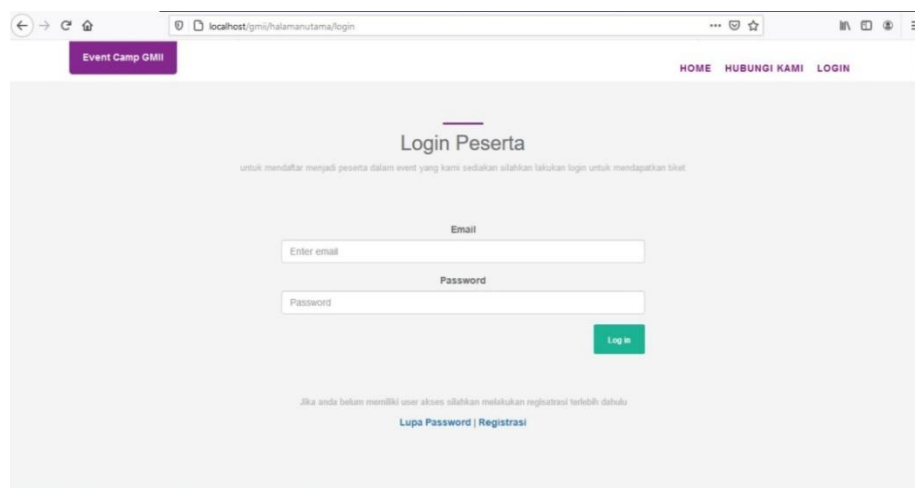 localhost/gmii/halamanutama/login
Event Camp GMII
HOME HUBUNGI KAMI LOGIN
Login Peserta
untuk mendaftar menjadi peserta dalam event yang kami sediakan silahkan lakukan login untuk mendapatkan tiket
Email
Enter email
Password
Password
Log in
Jika anda belum memiliki user akses silahkan melakukan regisatrasi terlebih dahulu
Lupa Password | Registrasi